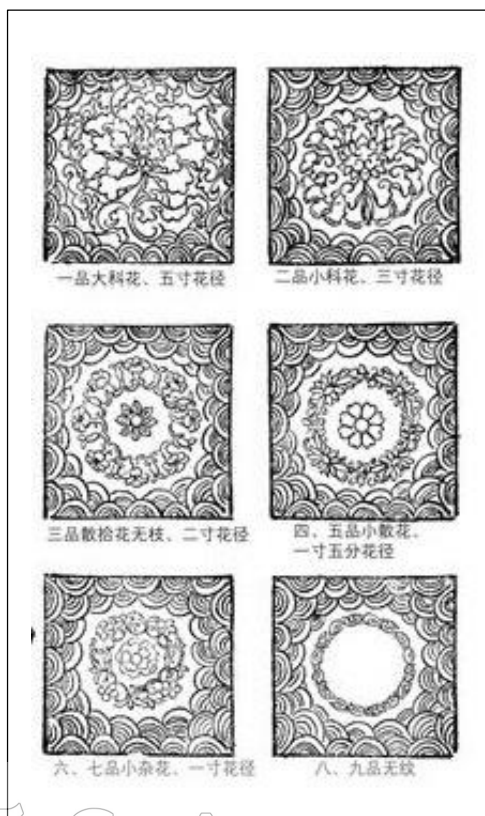 一品大科花、五寸花径
二品小科花、三寸花径
三品散拾花无枝、二寸花径
四、五品小散花、
一寸五分花径
六、七品小杂花、一寸花径
八、九品无纹